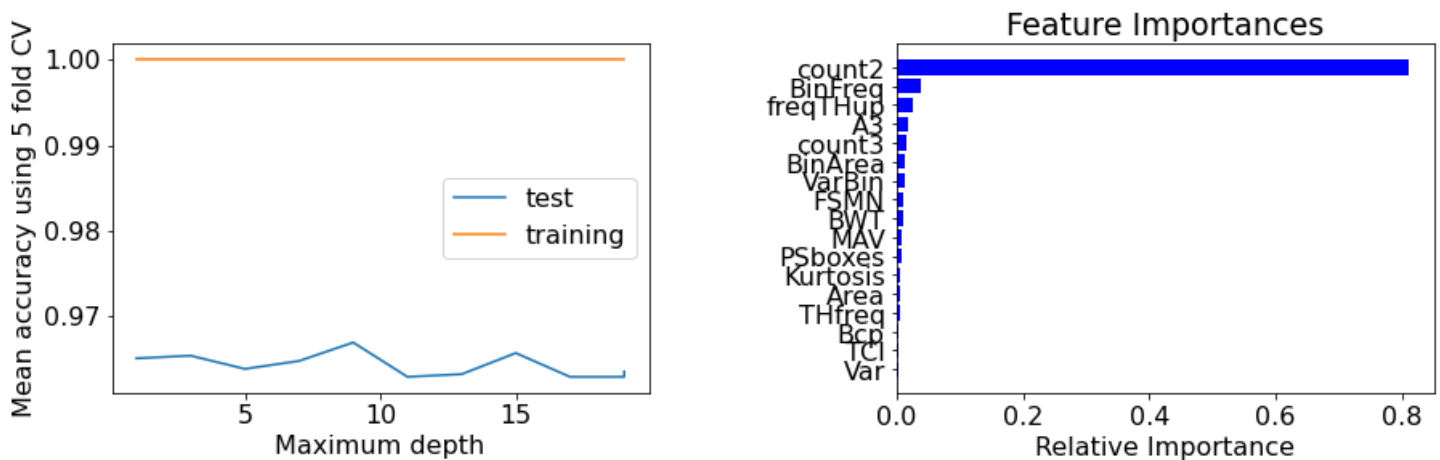 Mean accuracy using 5 fold CV
1.00
0.99
0.98
0.97
test
training
5
10
15
Maximum depth
Feature Importances
count2
BinFreq
freqTHup
A3
count3
BinArea
VarBin
FSMN
BWT
MAV
PSboxes
Kurtosis
Area
THfreq
Bcp
TCI
Var
0.0
0.2
0.4
0.6
0.8
Relative Importance